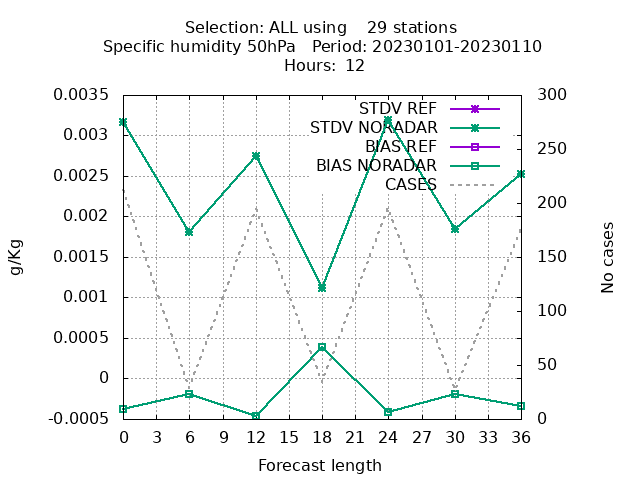 Selection: ALL using    29 stations
Specific humidity 50hPa   Period: 20230101-20230110
Hours: 12
STDV REF
STDV NORADAR
BIAS REF
BIAS NORADAR
CASES
0.0035
0.003
0.0025
0.002
0.0015
0.001
0.0005
0
-0.0005
g/Kg
300
250
200
150
100
50
0
No cases
0 3 6 9 12 15 18 21 24 27 30 33 36
Forecast length